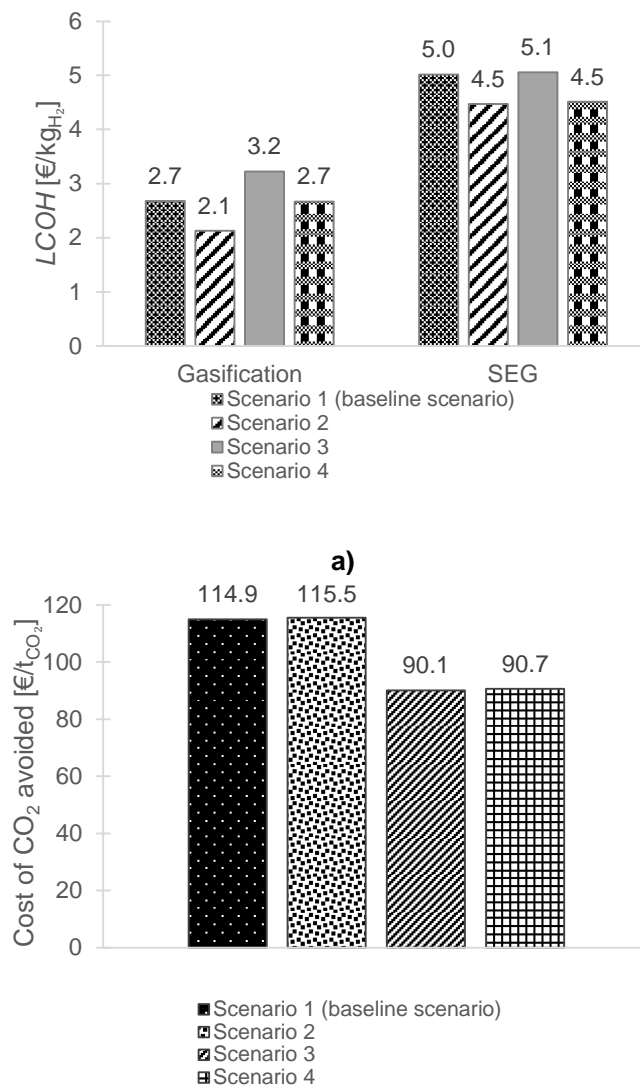 6
5
4
3
2
1
0
LCOH [€/kg_H₂]
2.7
2.1
3.2
2.7
5.0
4.5
5.1
4.5
Gasification
SEG
Scenario 1 (baseline scenario)
Scenario 2
Scenario 3
Scenario 4
a)
120
100
80
60
40
20
0
Cost of CO₂ avoided [€/t_CO₂]
114.9
115.5
90.1
90.7
Scenario 1 (baseline scenario)
Scenario 2
Scenario 3
Scenario 4